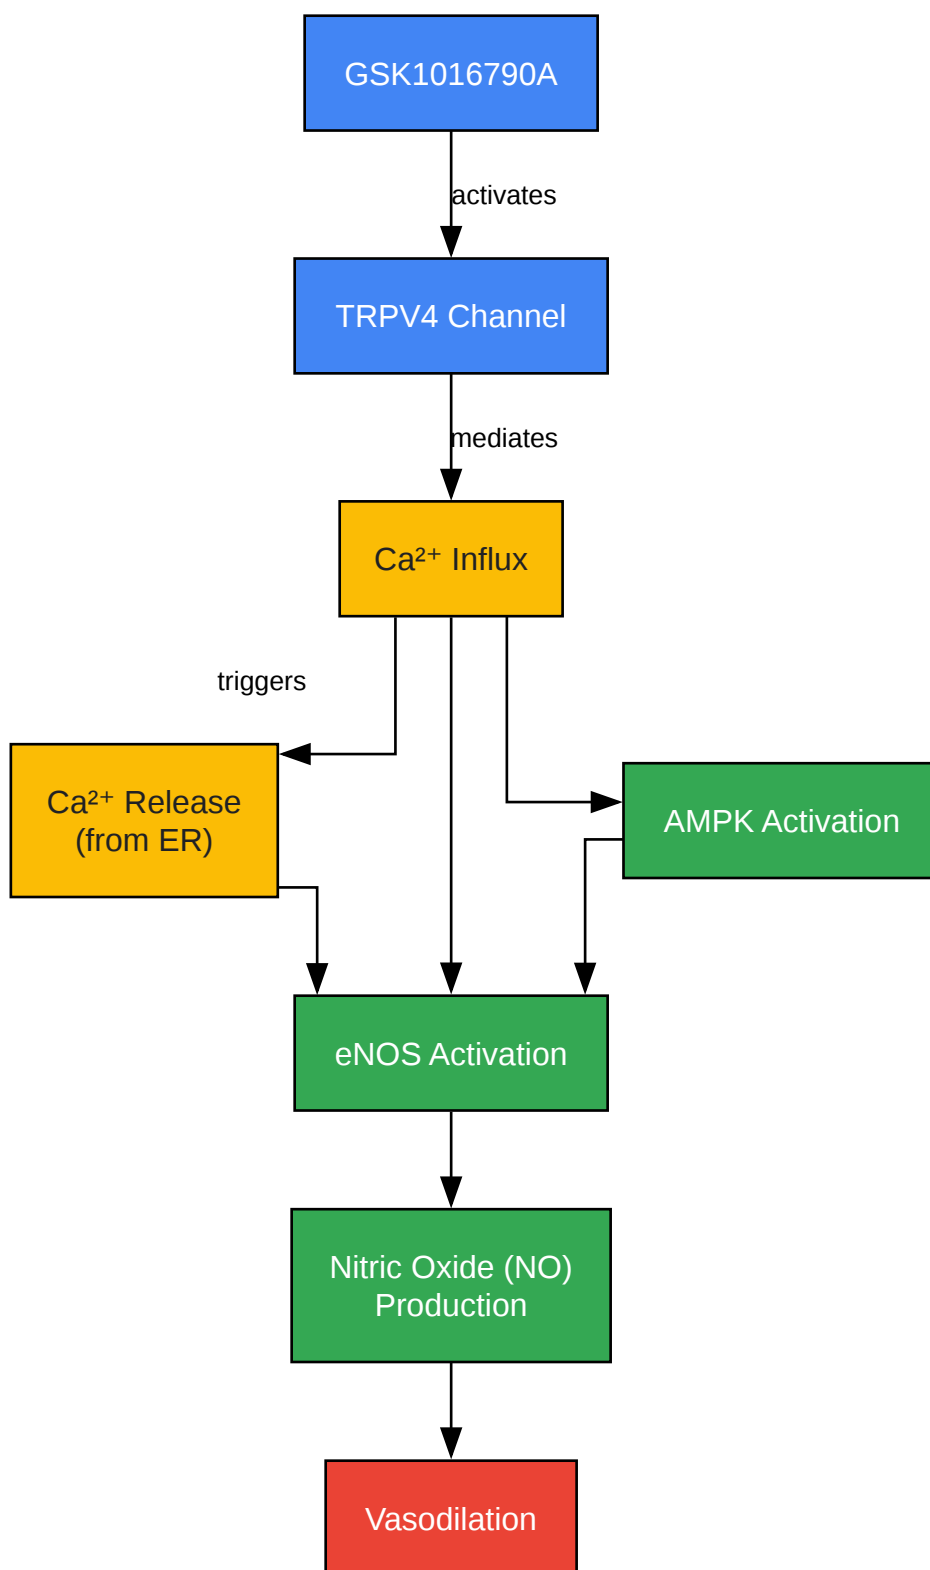 GSK1016790A
activates
TRPV4 Channel
mediates
Ca²⁺ Influx
triggers
Ca²⁺ Release
(from ER)
AMPK Activation
eNOS Activation
Nitric Oxide (NO)
Production
Vasodilation